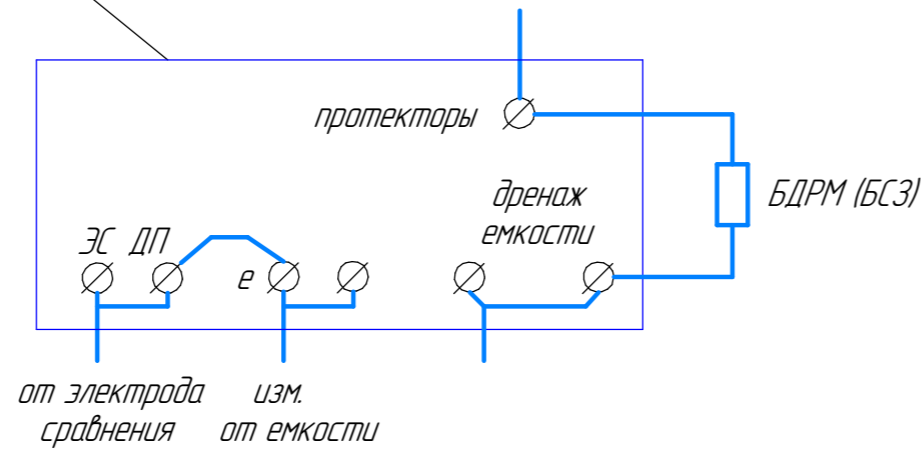 протекторы
БДРМ (БСЗ)
дренаж
емкости
ЭС ДП
е
от электрода
сравнения
изм.
от емкости